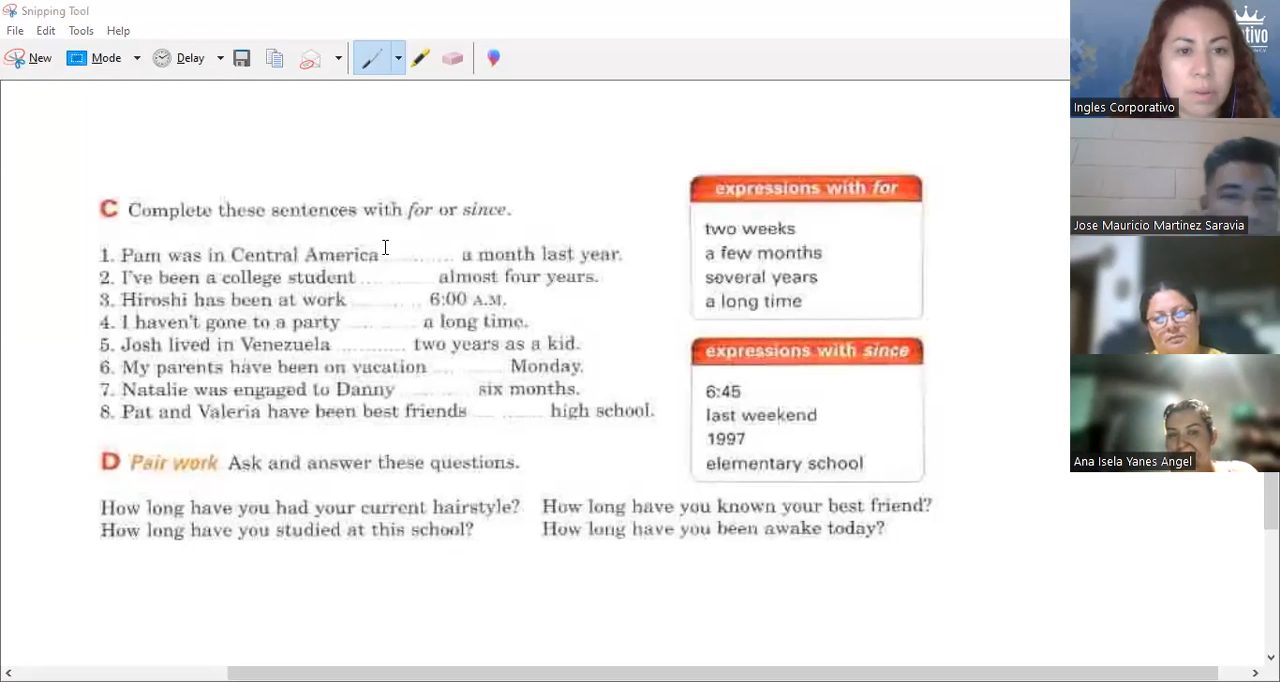 Snipping Tool
File Edit Tools Help
New Mode Delay
tivo
Ingles Corporativo
Jose Mauricio Martinez Saravia
Ana Isela Yanes Angel
C Complete these sentences with for or since.
1. Pam was in Central America .......... a month last year.
2. I've been a college student .......... almost four years.
3. Hiroshi has been at work .......... 6:00 A.M.
4. I haven't gone to a party .......... a long time.
5. Josh lived in Venezuela .......... two years as a kid.
6. My parents have been on vacation .......... Monday.
7. Natalie was engaged to Danny .......... six months.
8. Pat and Valeria have been best friends .......... high school.
expressions with for
two weeks
a few months
several years
a long time
expressions with since
6:45
last weekend
1997
elementary school
D Pair work Ask and answer these questions.
How long have you had your current hairstyle? How long have you known your best friend?
How long have you studied at this school? How long have you been awake today?